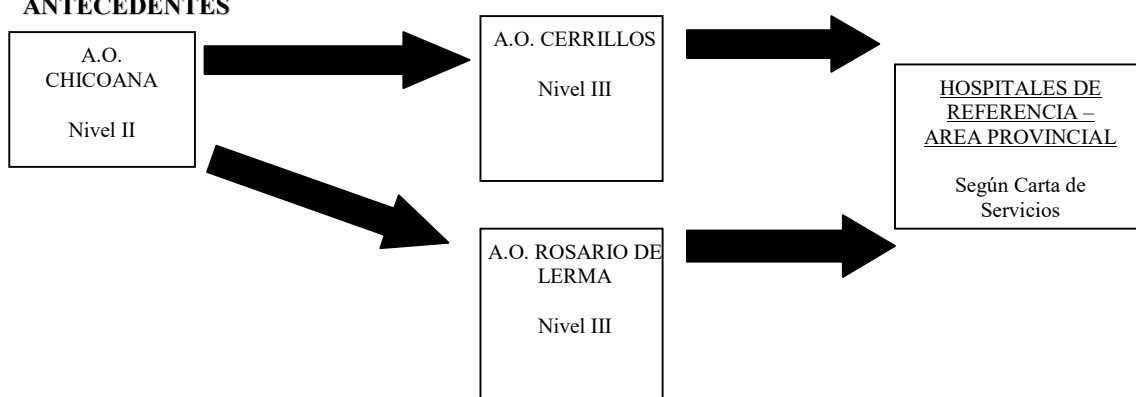 ANTECEDENTES
A.O.
CHICOANA
Nivel II
A.O. CERRILLOS
Nivel III
A.O. ROSARIO DE
LERMA
Nivel III
HOSPITALES DE
REFERENCIA –
AREA PROVINCIAL
Según Carta de
Servicios